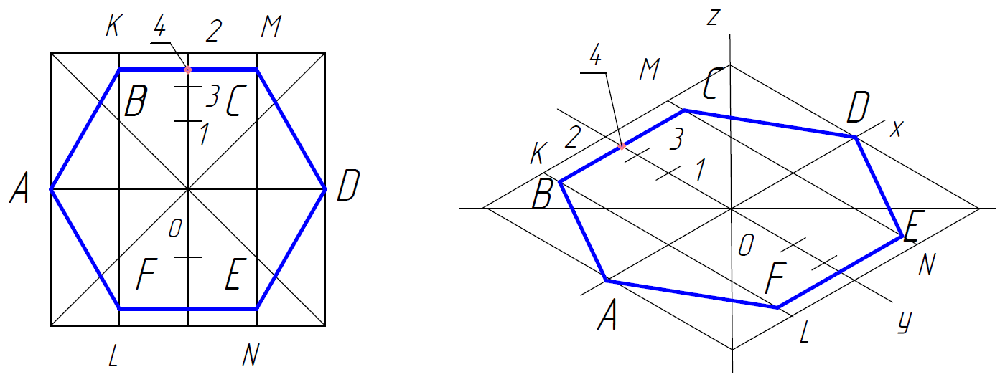 K 4 2 M
B 3 C
1
A D
0
F E
L N
z
4 M C
D
x
2 3
K 1
B
0 E
F N
A y
L